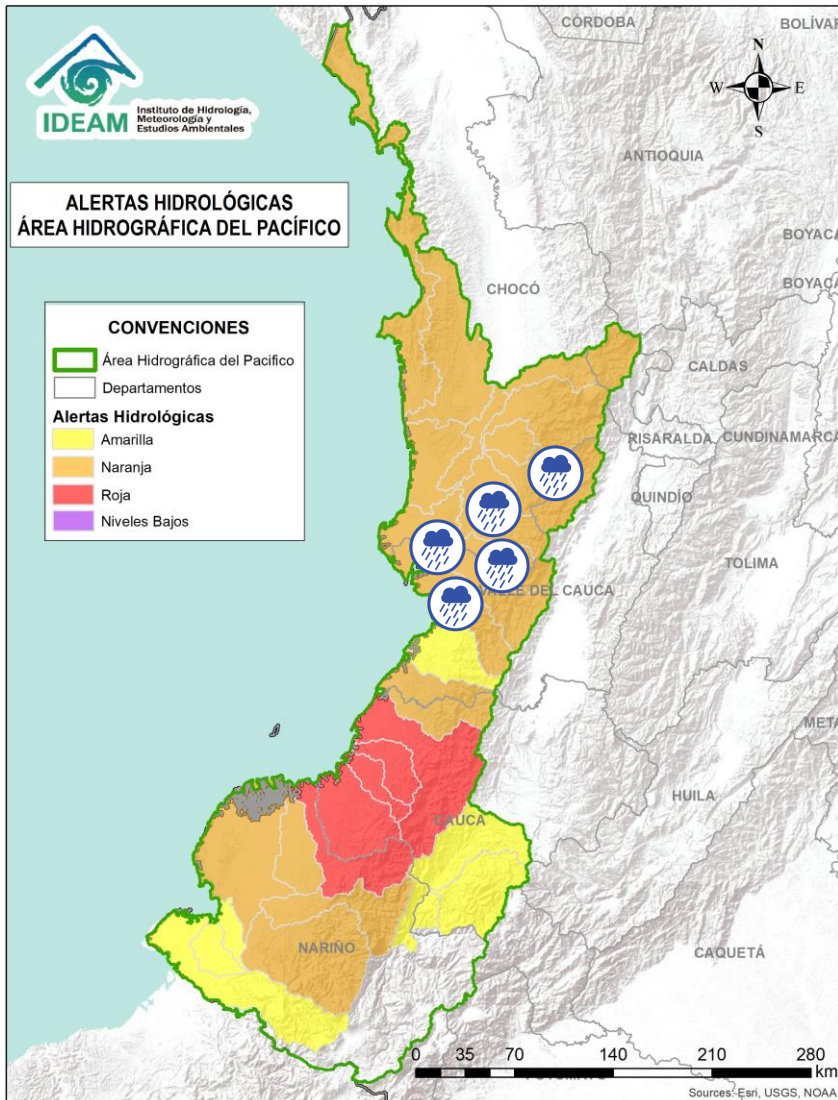 IDEAM
Instituto de Hidrología,
Meteorología y
Estudios Ambientales
ALERTAS HIDROLÓGICAS
ÁREA HIDROGRÁFICA DEL PACÍFICO
CONVENCIONES
Área Hidrográfica del Pacifico
Departamentos
Alertas Hidrológicas
Amarilla
Naranja
Roja
Niveles Bajos
N
W
E
S
CÓRDOBA
BOLÍVAR
ANTIOQUIA
BOYACÁ
BOYACÁ
CHOCÓ
CALDAS
RISARALDA
CUNDINAMARCA
QUINDÍO
TOLIMA
VALLE DEL CAUCA
META
HUILA
CAUCA
NARIÑO
CAQUETÁ
0 35 70 140 210 280
km
Sources: Esri, USGS, NOAA